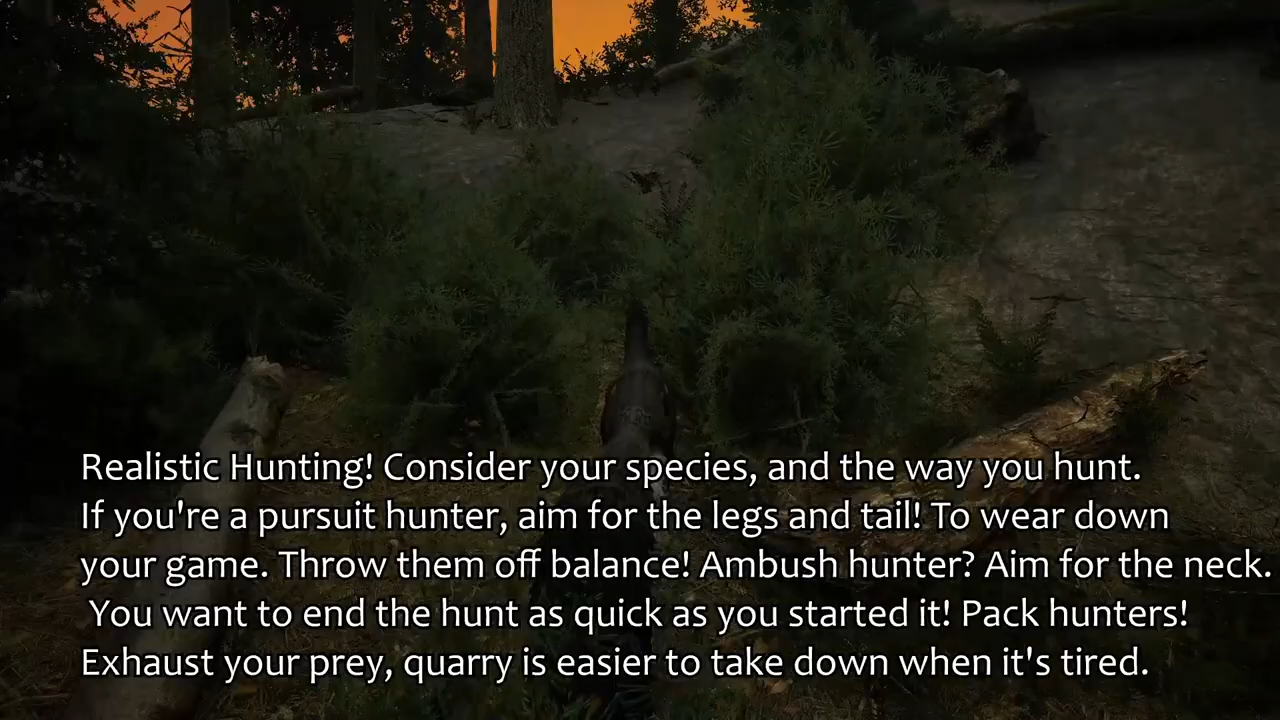 Realistic Hunting! Consider your species, and the way you hunt.
If you're a pursuit hunter, aim for the legs and tail! To wear down
your game. Throw them off balance! Ambush hunter? Aim for the neck.
You want to end the hunt as quick as you started it! Pack hunters!
Exhaust your prey, quarry is easier to take down when it's tired.